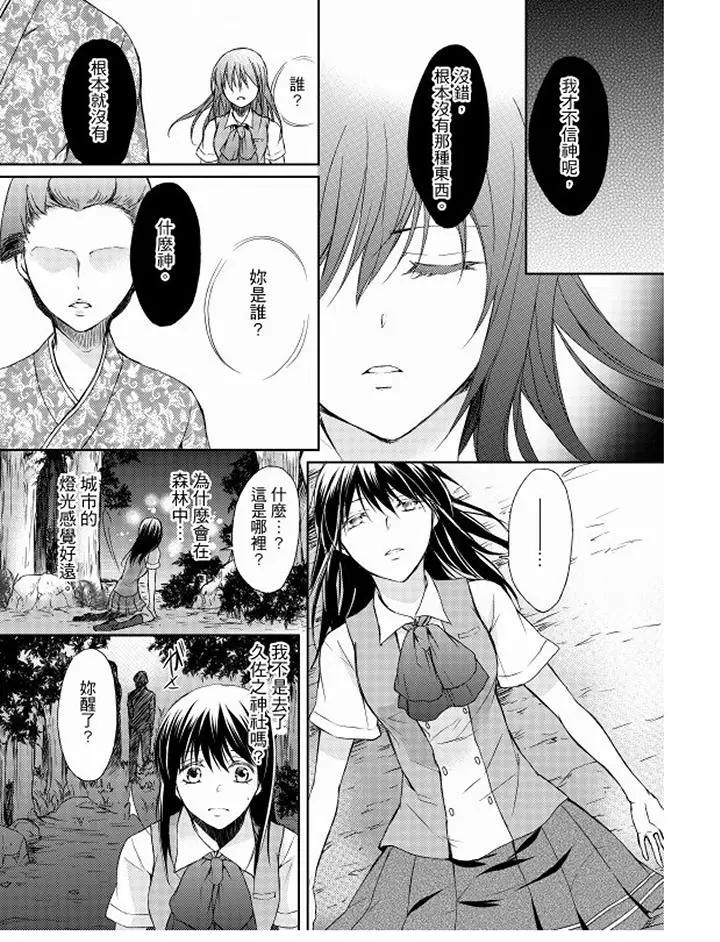 我才不信神呢，
沒錯，
根本沒有那種東西。
誰？
根本就沒有
妳是誰？
什麼神。
──…
什麼…？
這是哪裡？
為什麼會在
森林中…
城市的
燈光感覺好遠。
我不是去了
久佐之神社嗎？
ガサ
妳醒了？